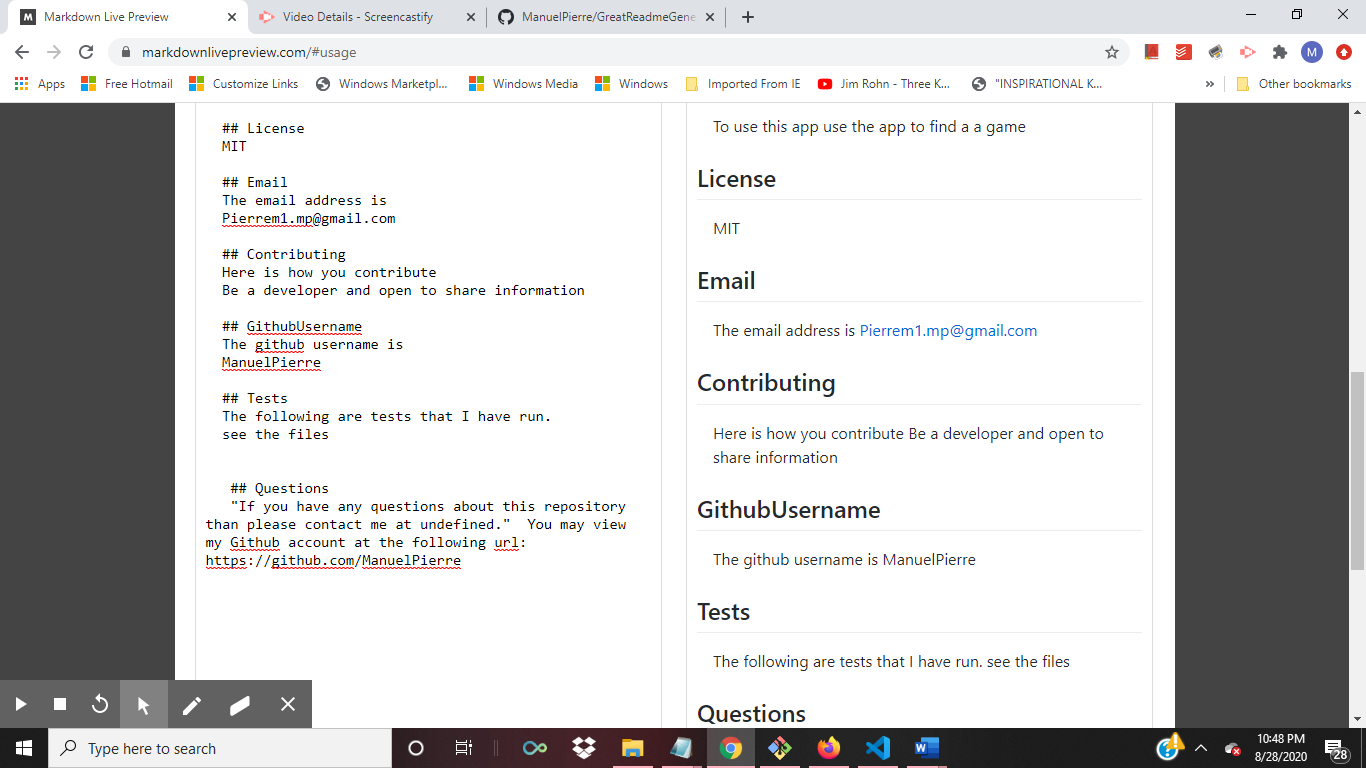 Markdown Live Preview
Video Details - Screencastify
ManuelPierre/GreatReadmeGene
markdownlivepreview.com/#usage
M
Apps
Free Hotmail
Customize Links
Windows Marketpl...
Windows Media
Windows
Imported From IE
Jim Rohn - Three K...
"INSPIRATIONAL K...
»
Other bookmarks
## License
MIT
## Email
The email address is
Pierrem1.mp@gmail.com
## Contributing
Here is how you contribute
Be a developer and open to share information
## GithubUsername
The github username is
ManuelPierre
## Tests
The following are tests that I have run.
see the files
## Questions
"If you have any questions about this repository
than please contact me at undefined."  You may view
my Github account at the following url:
https://github.com/ManuelPierre
To use this app use the app to find a a game
License
MIT
Email
The email address is Pierrem1.mp@gmail.com
Contributing
Here is how you contribute Be a developer and open to
share information
GithubUsername
The github username is ManuelPierre
Tests
The following are tests that I have run. see the files
Questions
Type here to search
10:48 PM
8/28/2020
28